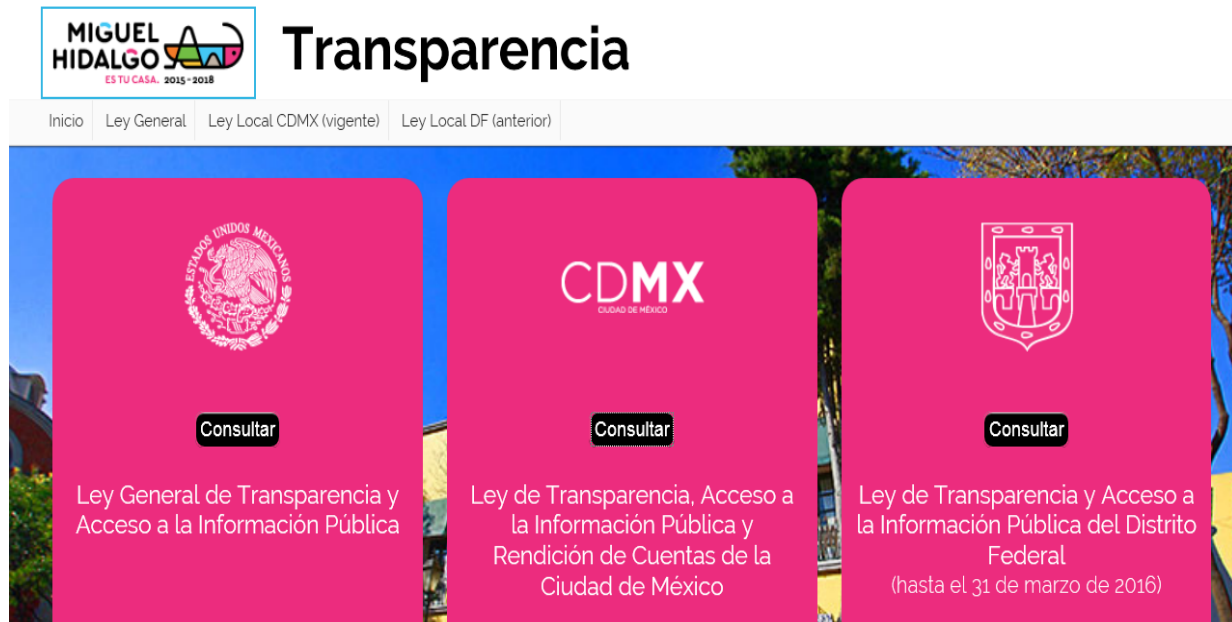 MIGUEL
HIDALGO
ES TU CASA. 2015-2018
Transparencia
Inicio
Ley General
Ley Local CDMX (vigente)
Ley Local DF (anterior)
ESTADOS UNIDOS MEXICANOS
Consultar
Ley General de Transparencia y
Acceso a la Información Pública
CDMX
CIUDAD DE MÉXICO
Consultar
Ley de Transparencia, Acceso a
la Información Pública y
Rendición de Cuentas de la
Ciudad de México
Consultar
Ley de Transparencia y Acceso a
la Información Pública del Distrito
Federal
(hasta el 31 de marzo de 2016)